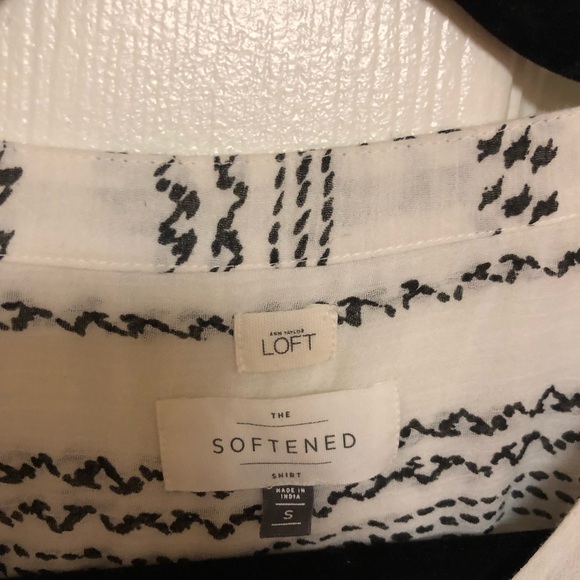 ANN TAYLOR
LOFT
THE
SOFTENED
SHIRT
MADE IN
INDIA
S